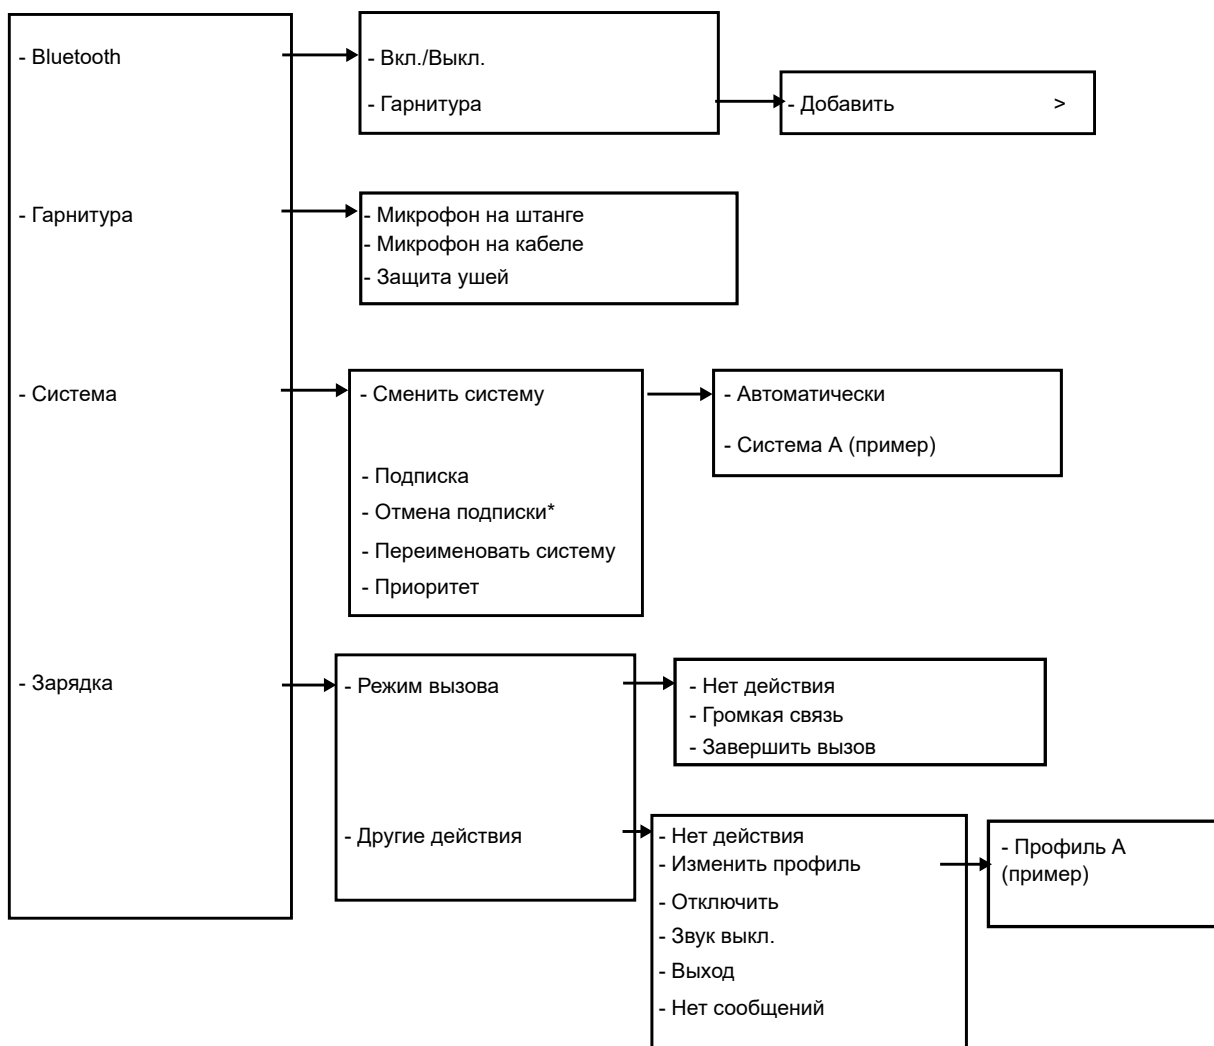 - Bluetooth
- Вкл./Выкл.
- Гарнитура
- Добавить >
- Гарнитура
- Микрофон на штанге
- Микрофон на кабеле
- Защита ушей
- Система
- Сменить систему
- Подписка
- Отмена подписки*
- Переименовать систему
- Приоритет
- Автоматически
- Система A (пример)
- Зарядка
- Режим вызова
- Нет действия
- Громкая связь
- Завершить вызов
- Другие действия
- Нет действия
- Изменить профиль
- Отключить
- Звук выкл.
- Выход
- Нет сообщений
- Профиль A
(пример)